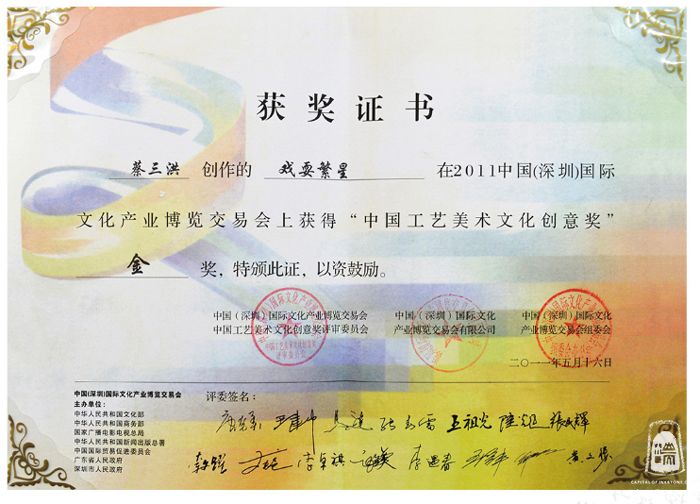 获奖证书
蔡三洪 创作的 戏耍繁星 在2011中国(深圳)国际
文化产业博览交易会上获得“中国工艺美术文化创意奖”
金 奖，特颁此证，以资鼓励。
中国（深圳）国际文化产业博览交易会 中国（深圳）国际文化 中国（深圳）国际文化
中国工艺美术文化创意奖评审委员会 产业博览交易会有限公司 产业博览交易会组委会
二〇一一年五月十六日
中国(深圳)国际文化产业博览交易会
主办单位:
中华人民共和国文化部
中华人民共和国商务部
国家广播电影电视总局
中华人民共和国新闻出版总署
中国国际贸易促进委员会
广东省人民政府
深圳市人民政府
评委签名:
王祖光
端